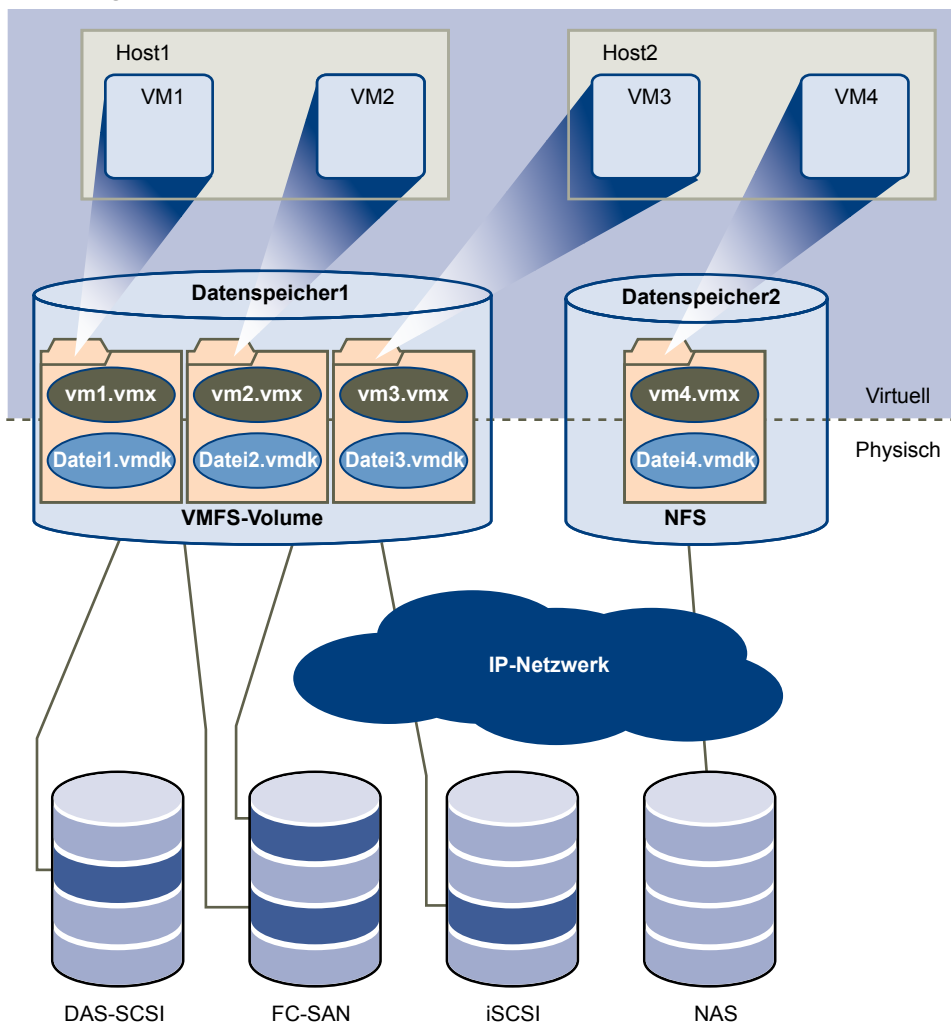 Host1
Host2
VM1
VM2
VM3
VM4
Datenspeicher1
Datenspeicher2
vm1.vmx
vm2.vmx
vm3.vmx
vm4.vmx
Virtuell
Physisch
Datei1.vmdk
Datei2.vmdk
Datei3.vmdk
Datei4.vmdk
VMFS-Volume
NFS
IP-Netzwerk
DAS-SCSI
FC-SAN
iSCSI
NAS